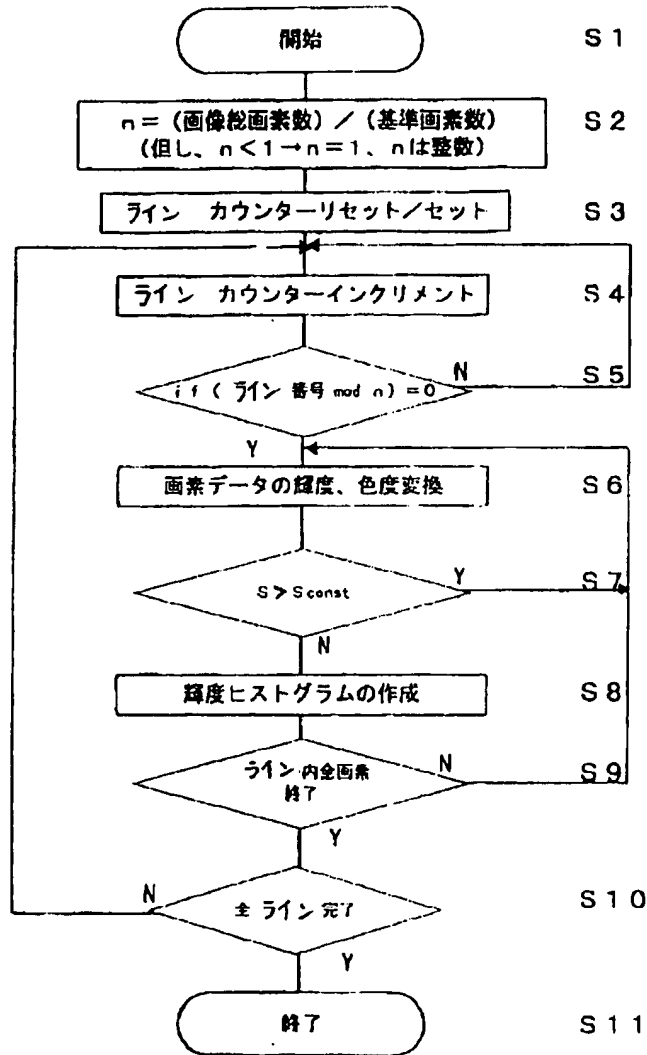 開始 S1
n=(画像総画素数)/(基準画素数) S2
(但し、n<1→n=1、nは整数)
ライン カウンターリセット/セット S3
ライン カウンターインクリメント S4
if(ライン番号 mod n)=0 N S5
Y
画素データの輝度、色度変換 S6
S>Sconst Y S7
N
輝度ヒストグラムの作成 S8
ライン内全画素 N S9
終了
Y
N 全ライン完了 S10
Y
終了 S11